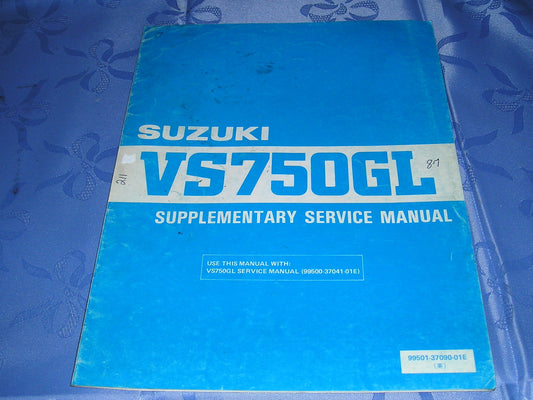 SUZUKI
VS750GL
87
211
SUPPLEMENTARY SERVICE MANUAL
USE THIS MANUAL WITH:
VS750GL SERVICE MANUAL (99500-37041-01E)
99501-37090-01E